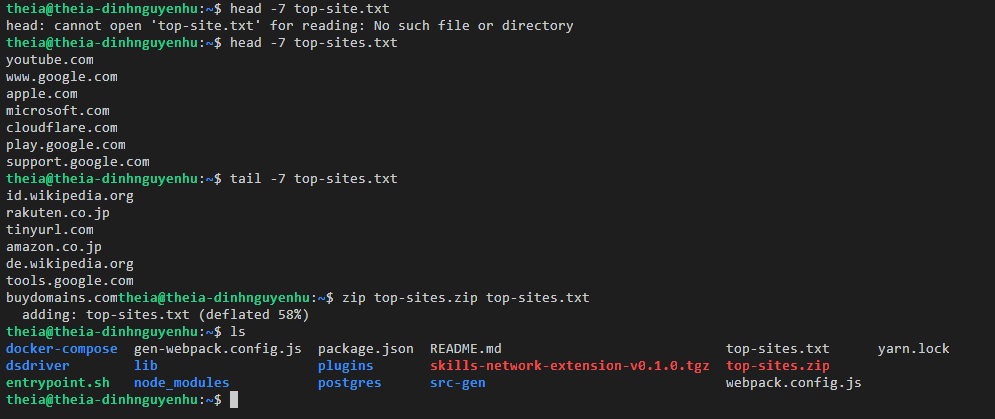 theia@theia-dinhnguyenhu:~$ head -7 top-site.txt
head: cannot open 'top-site.txt' for reading: No such file or directory
theia@theia-dinhnguyenhu:~$ head -7 top-sites.txt
youtube.com
www.google.com
apple.com
microsoft.com
cloudflare.com
play.google.com
support.google.com
theia@theia-dinhnguyenhu:~$ tail -7 top-sites.txt
id.wikipedia.org
rakuten.co.jp
tinyurl.com
amazon.co.jp
de.wikipedia.org
tools.google.com
buydomains.comtheia@theia-dinhnguyenhu:~$ zip top-sites.zip top-sites.txt
  adding: top-sites.txt (deflated 58%)
theia@theia-dinhnguyenhu:~$ ls
docker-compose  gen-webpack.config.js  package.json  README.md                            top-sites.txt      yarn.lock
dsdriver        lib                    plugins       skills-network-extension-v0.1.0.tgz  top-sites.zip
entrypoint.sh   node_modules           postgres      src-gen                              webpack.config.js
theia@theia-dinhnguyenhu:~$